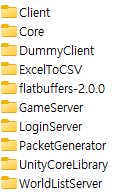 Client
Core
DummyClient
ExcelToCSV
flatbuffers-2.0.0
GameServer
LoginServer
PacketGenerator
UnityCoreLibrary
WorldListServer